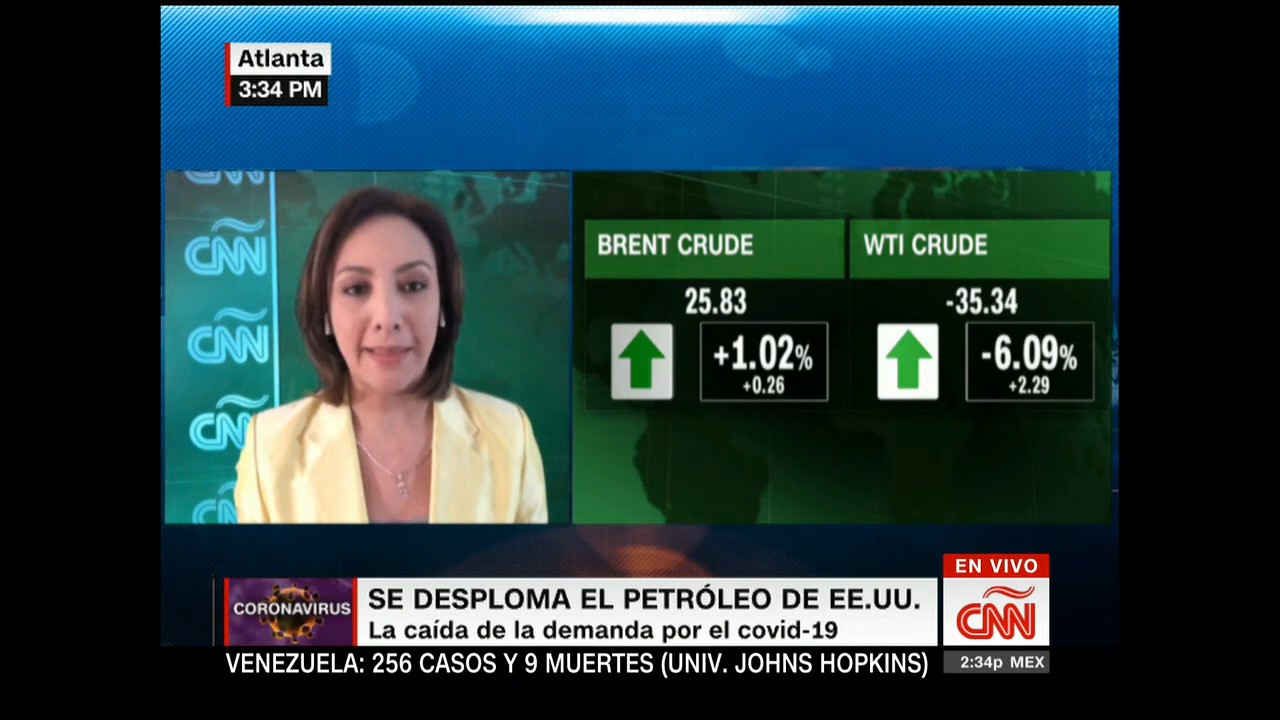 Atlanta
3:34 PM
CNN
CNN
CNN
CNN
CNN
BRENT CRUDE
25.83
+1.02%
+0.26
WTI CRUDE
-35.34
-6.09%
+2.29
EN VIVO
CORONAVIRUS
SE DESPLOMA EL PETRÓLEO DE EE.UU.
La caída de la demanda por el covid-19
CNN
VENEZUELA: 256 CASOS Y 9 MUERTES (UNIV. JOHNS HOPKINS)
2:34p MEX